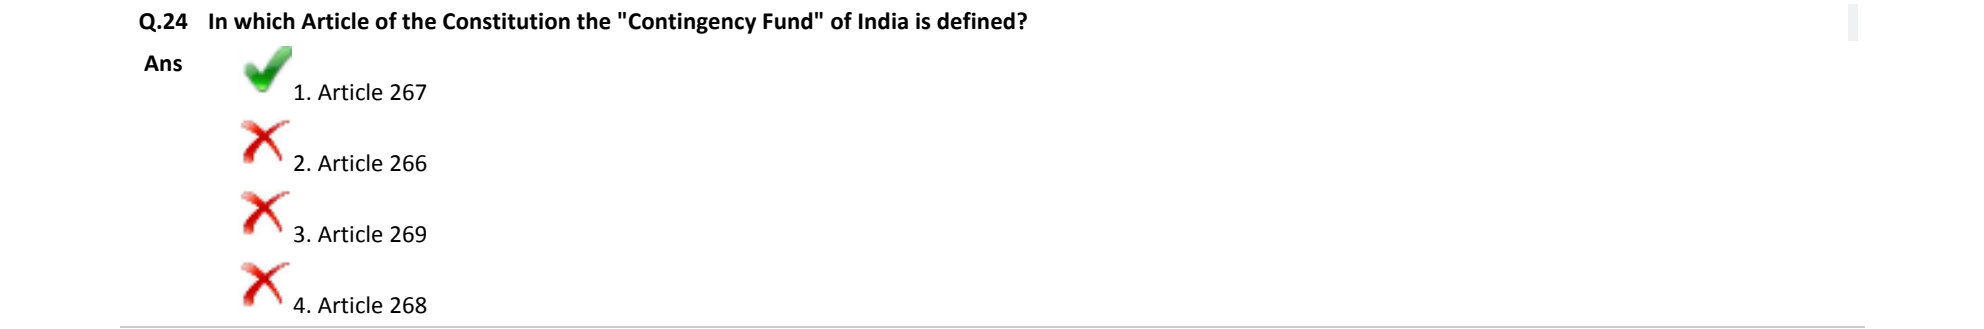 Q.24 In which Article of the Constitution the "Contingency Fund" of India is defined?
Ans
1. Article 267
2. Article 266
3. Article 269
4. Article 268